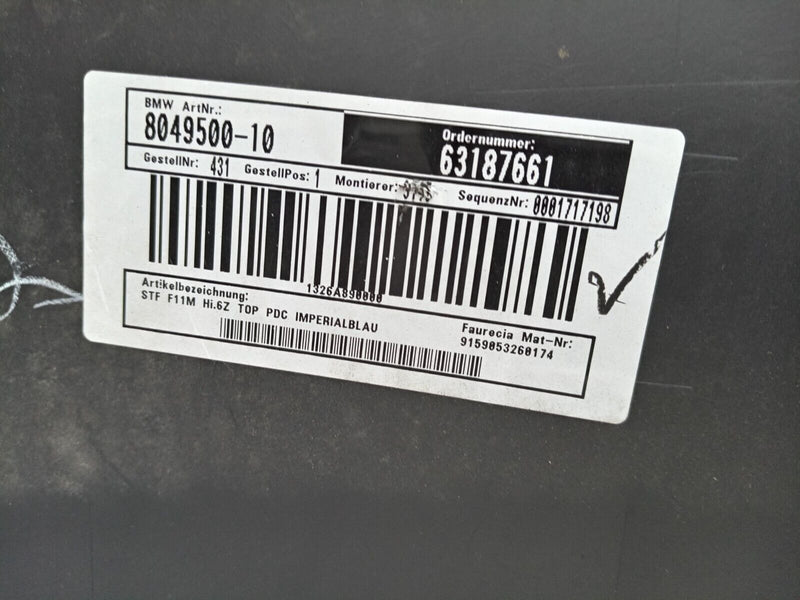 BMW ArtNr.:
8049500-10
Ordernummer:
63187661
GestellNr: 431 GestellPos: 1 Montierer: SequenzNr: 0001717198
1326A890000
Artikelbezeichnung:
STF F11M Hi.6Z TOP PDC IMPERIALBLAU
Faurecia Mat-Nr:
9159053260174